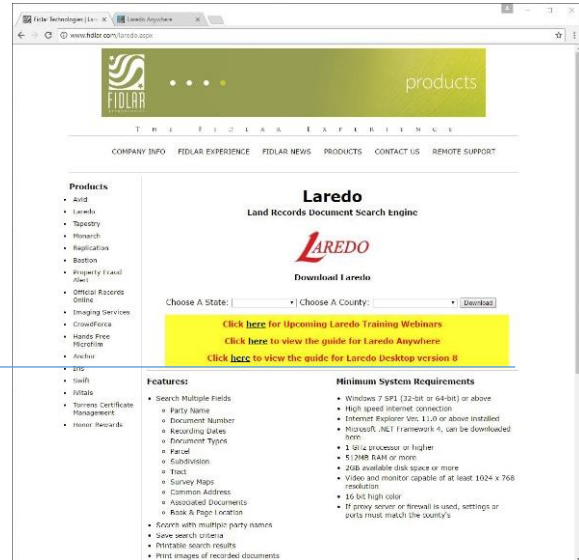 Fidlar Technologies | Lar
Laredo Anywhere
www.fidlar.com/laredo.aspx
FIDLAR
products
THE FIDLAR EXPERIENCE
COMPANY INFO FIDLAR EXPERIENCE FIDLAR NEWS PRODUCTS CONTACT US REMOTE SUPPORT
Products
Avid
Laredo
Tapestry
Monarch
Replication
Bastion
Property Fraud
Alert
Official Records
Online
Imaging Services
CrowdForce
Hands Free
Microfilm
Anchor
Iris
Swift
iVitals
Torrens Certificate
Management
Honor Rewards
Laredo
Land Records Document Search Engine
LAREDO
Download Laredo
Choose A State: Choose A County: Download
Click here for Upcoming Laredo Training Webinars
Click here to view the guide for Laredo Anywhere
Click here to view the guide for Laredo Desktop version 8
Features:
Search Multiple Fields
Party Name
Document Number
Recording Dates
Document Types
Parcel
Subdivision
Tract
Survey Maps
Common Address
Associated Documents
Book & Page Location
Search with multiple party names
Save search criteria
Printable search results
Print images of recorded documents
Minimum System Requirements
Windows 7 SP1 (32-bit or 64-bit) or above
High speed internet connection
Internet Explorer Ver. 11.0 or above installed
Microsoft .NET Framework 4, can be downloaded
here
1 GHz processor or higher
512MB RAM or more
2GB available disk space or more
Video and monitor capable of at least 1024 x 768
resolution
16 bit high color
If proxy server or firewall is used, settings or
ports must match the county's